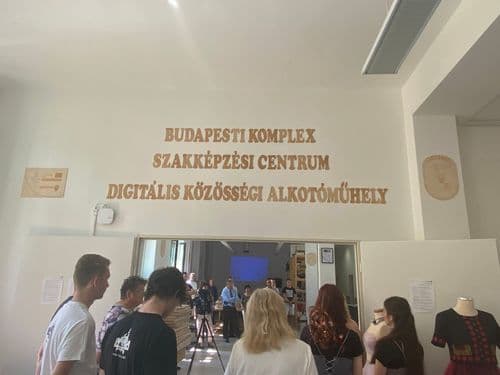 BUDAPESTI KOMPLEX
SZAKKÉPZÉSI CENTRUM
DIGITÁLIS KÖZÖSSÉGI ALKOTÓMŰHELY